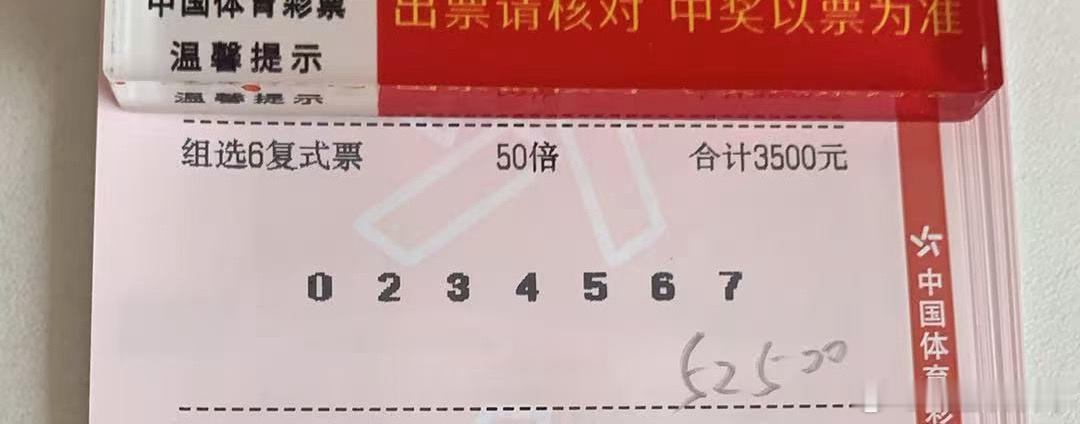 中国体育彩票
出票请核对 中奖以票为准
温馨提示
温馨提示
组选6复式票 50倍 合计3500元
0 2 3 4 5 6 7
52500
中国体育彩